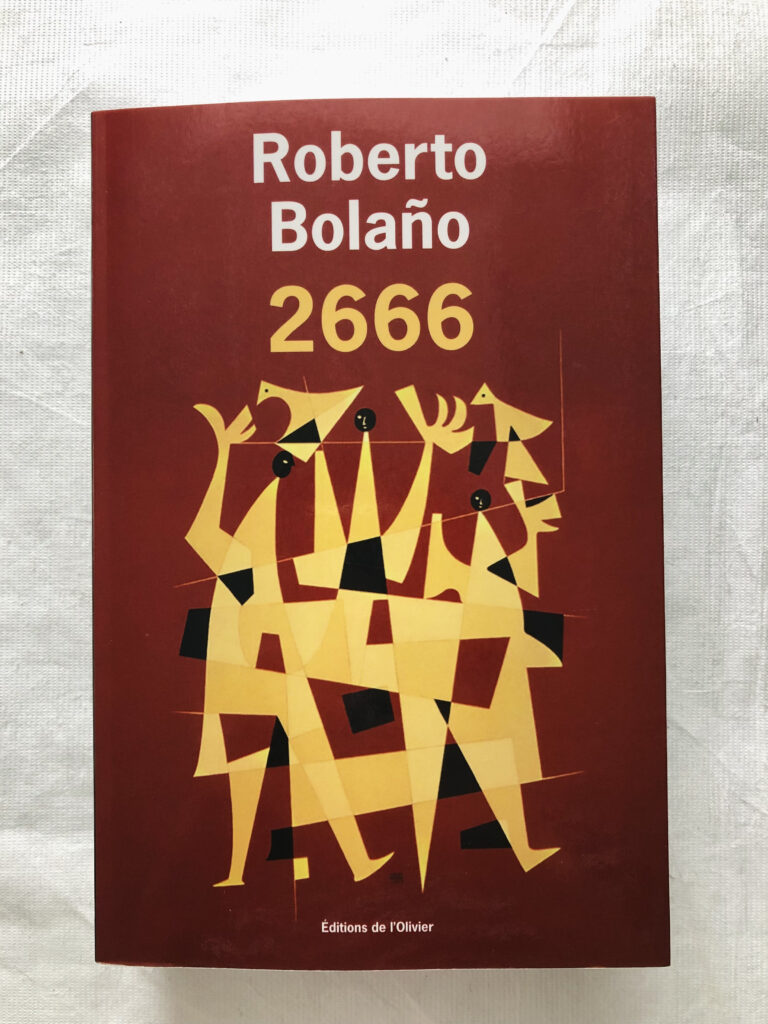 Roberto
Bolaño
2666
Éditions de l'Olivier